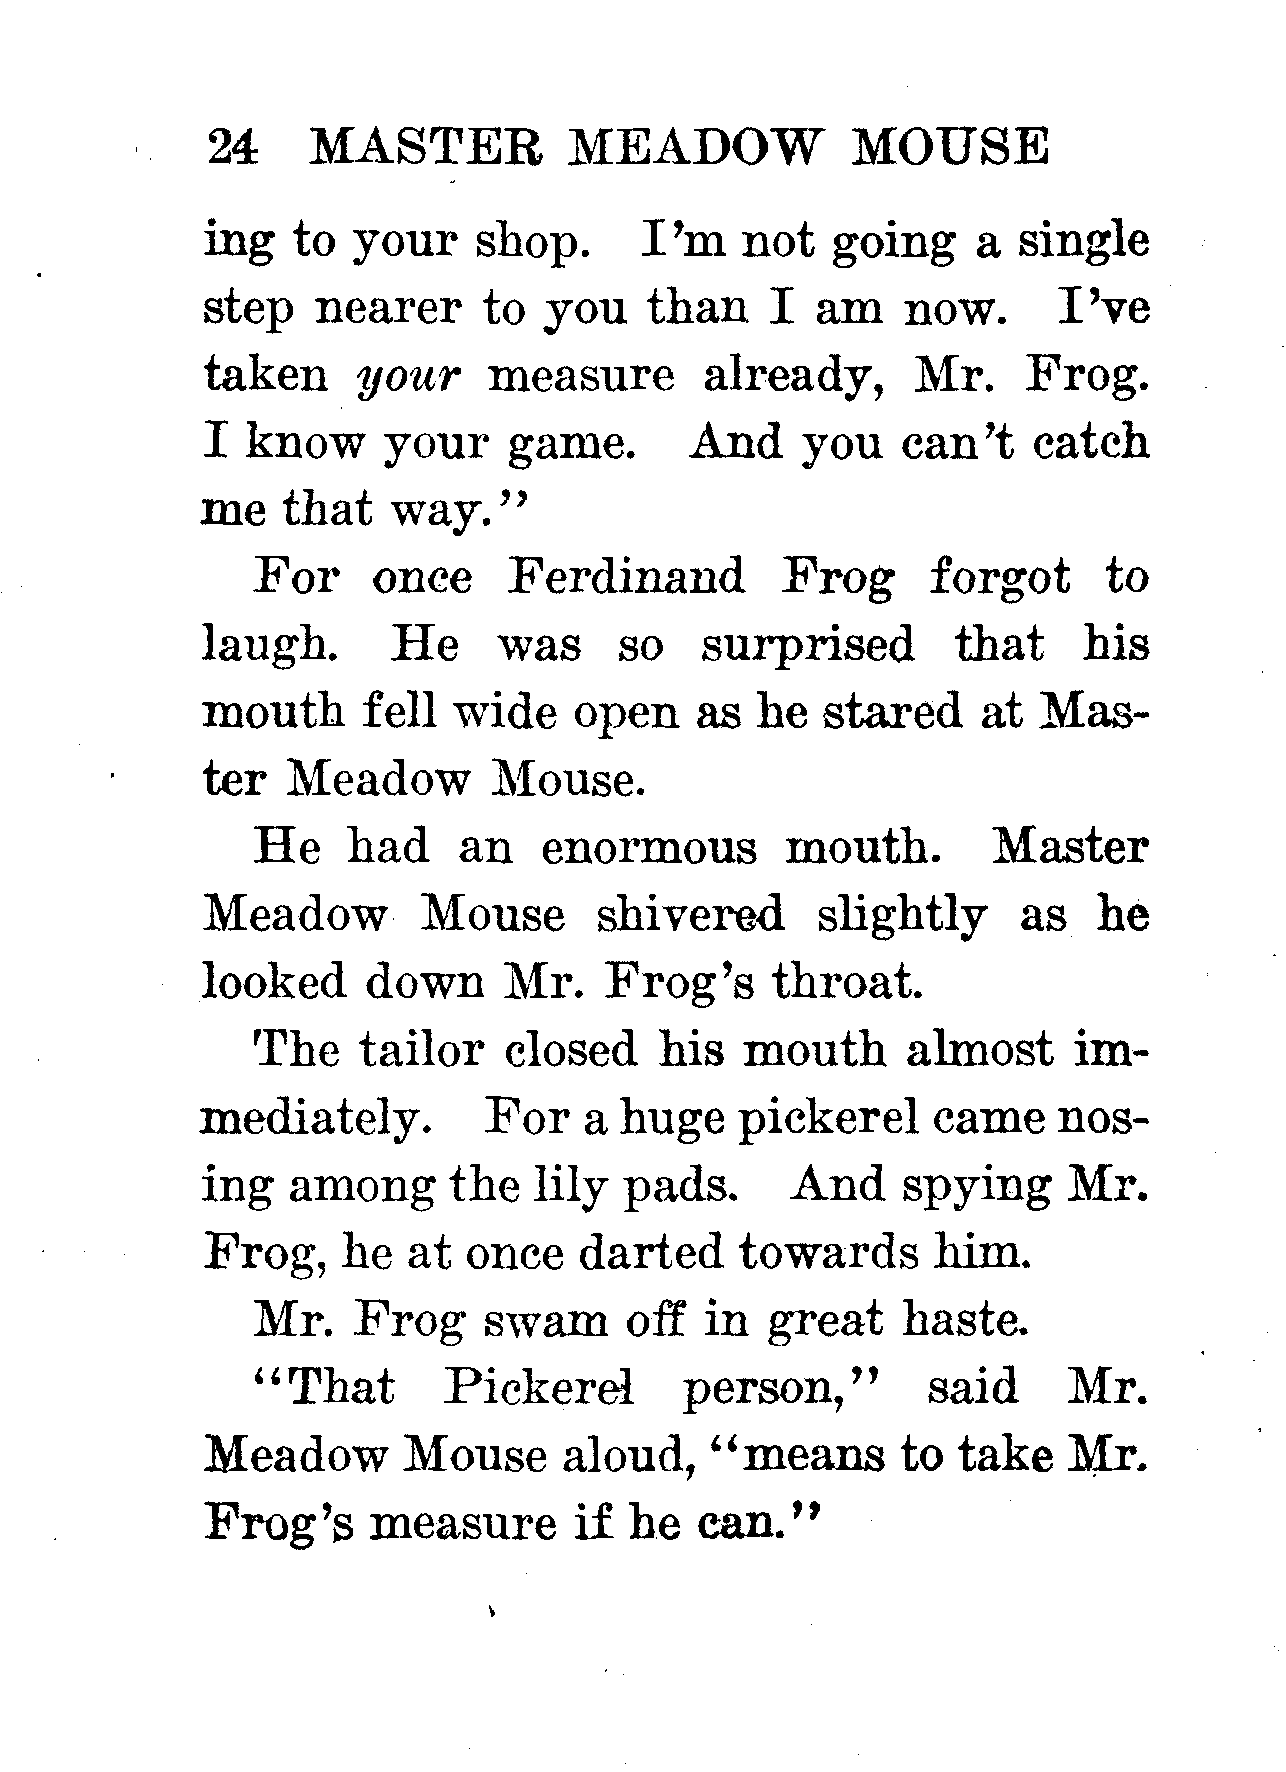 24 MASTER MEADOW MOUSE
ing to your shop. I'm not going a single
step nearer to you than I am now. I've
taken your measure already, Mr. Frog.
I know your game. And you can't catch
me that way."
For once Ferdinand Frog forgot to
laugh. He was so surprised that his
mouth fell wide open as he stared at Mas-
ter Meadow Mouse.
He had an enormous mouth. Master
Meadow Mouse shivered slightly as he
looked down Mr. Frog's throat.
The tailor closed his mouth almost im-
mediately. For a huge pickerel came nos-
ing among the lily pads. And spying Mr.
Frog, he at once darted towards him.
Mr. Frog swam off in great haste.
"That Pickerel person," said Mr.
Meadow Mouse aloud, "means to take Mr.
Frog's measure if he can."